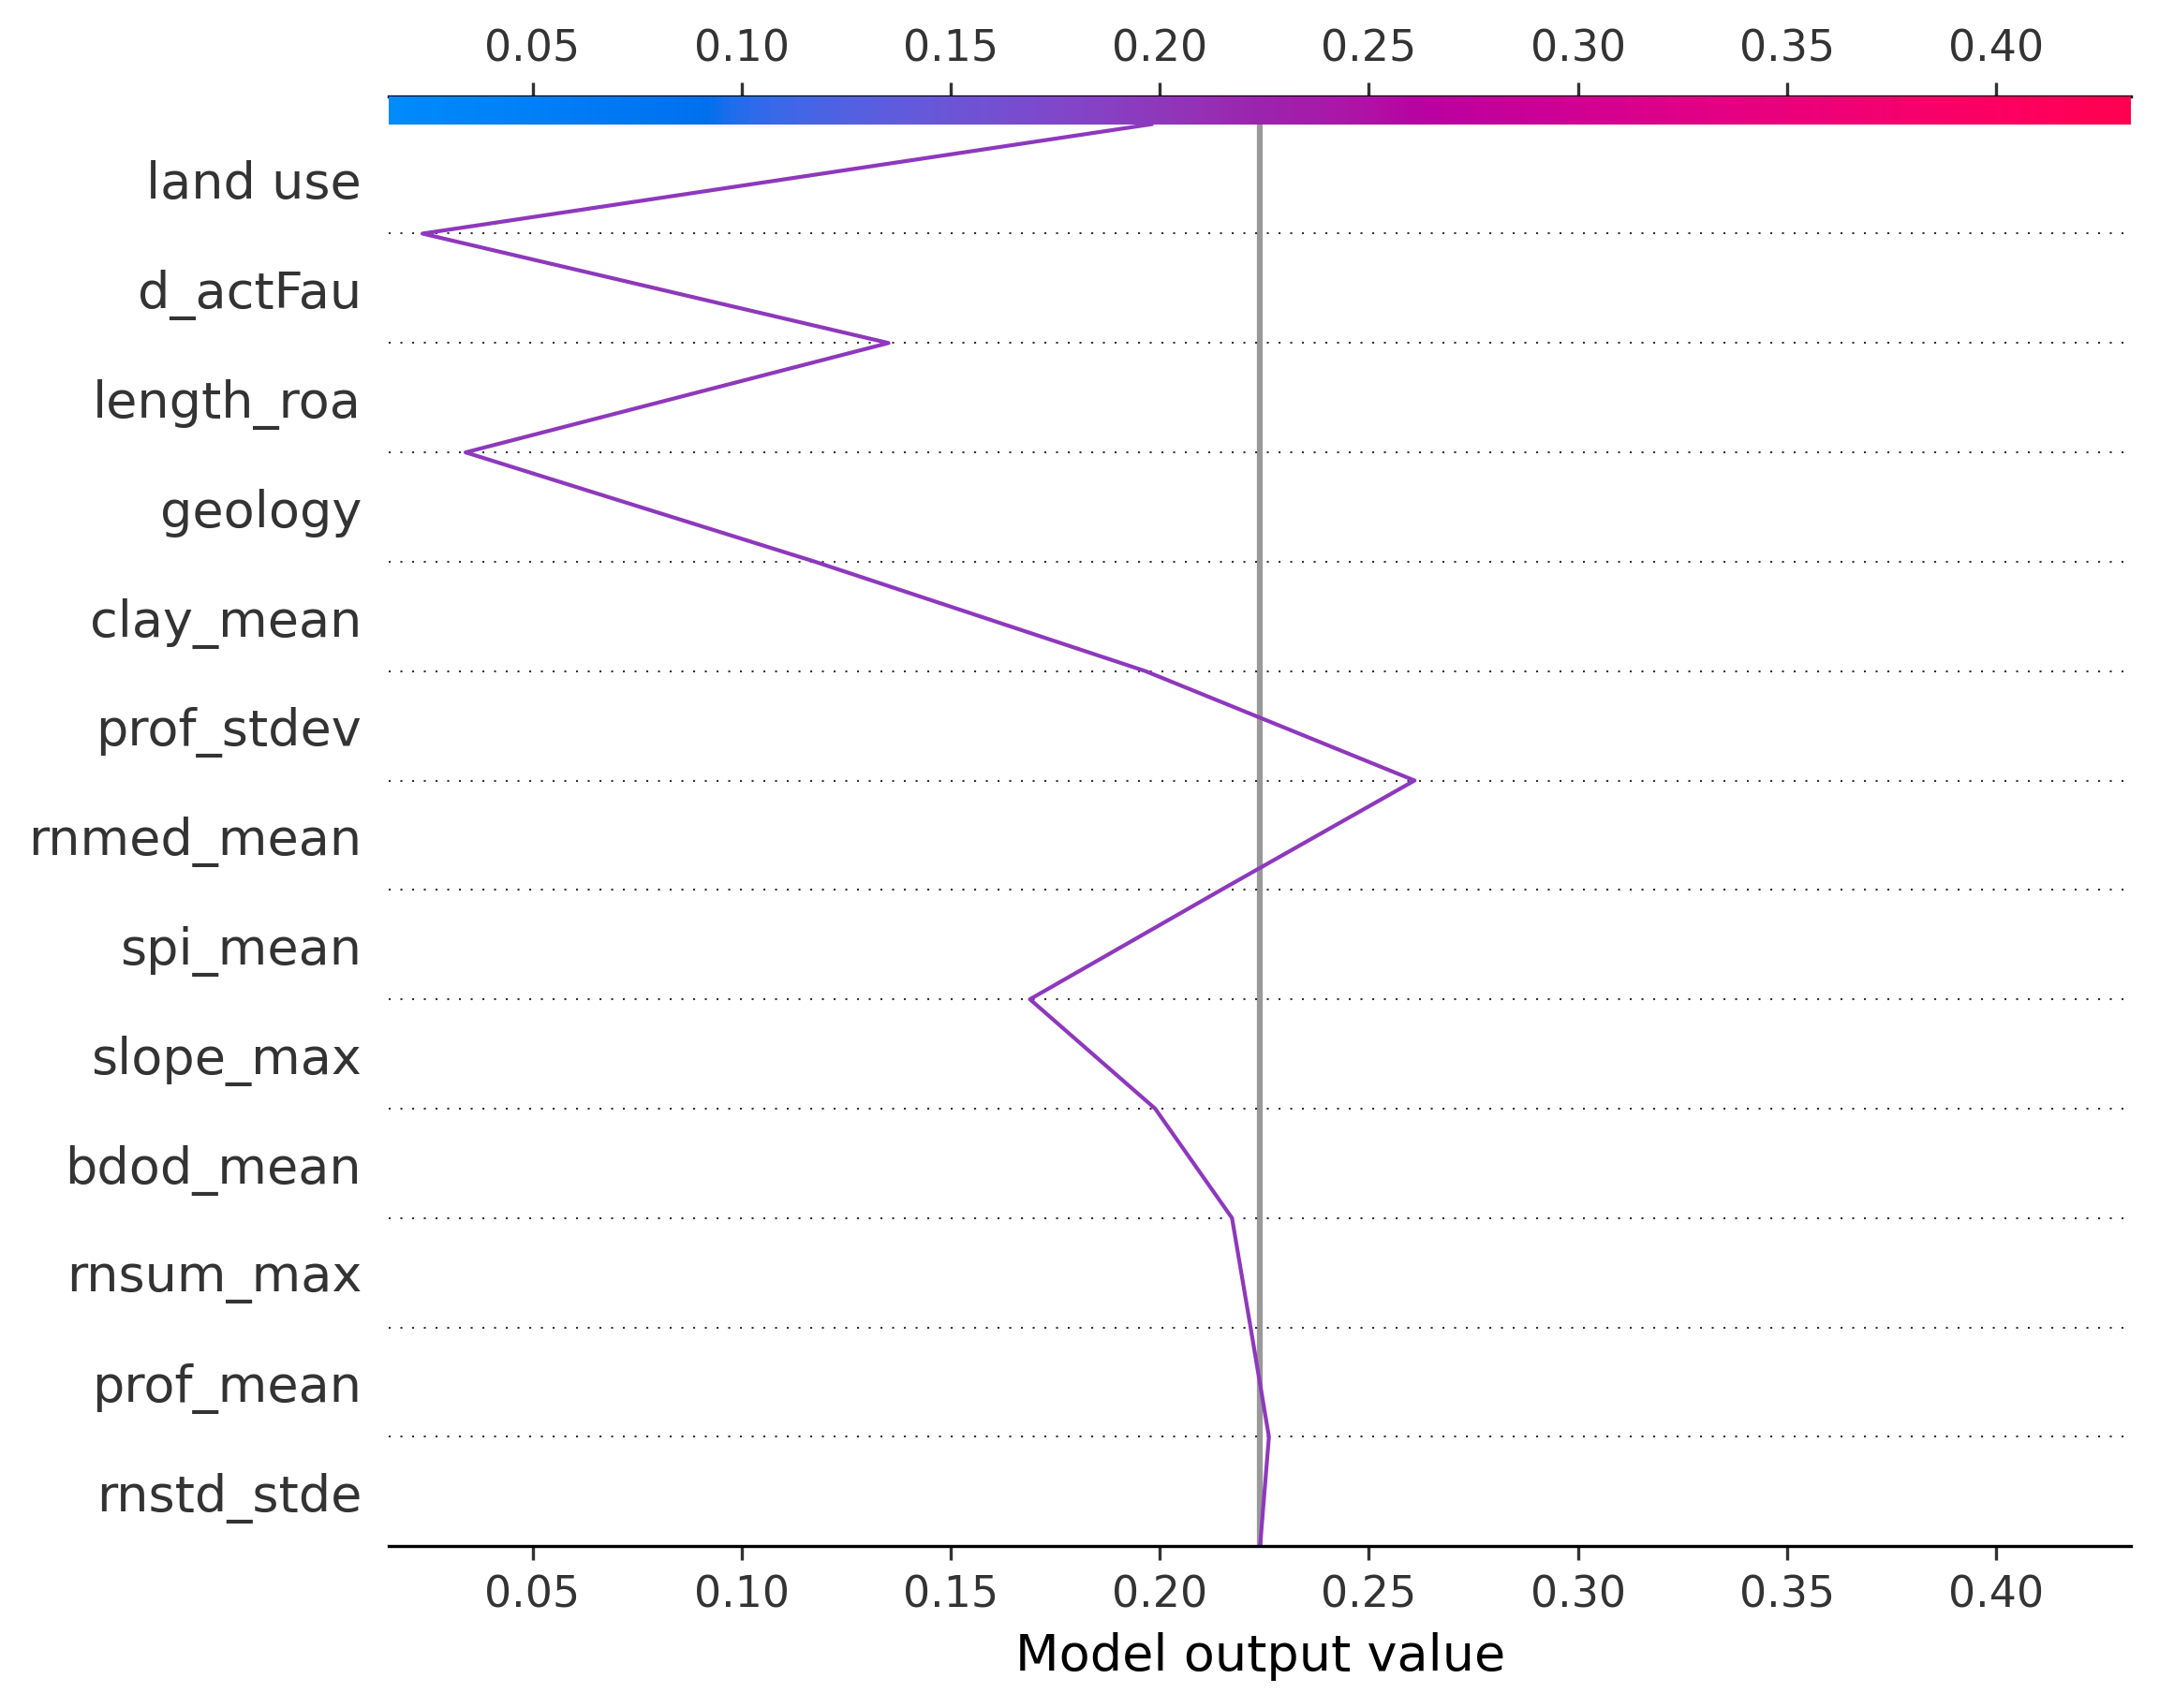 0.05 0.10 0.15 0.20 0.25 0.30 0.35 0.40
land use
d_actFau
length_roa
geology
clay_mean
prof_stdev
rnmed_mean
spi_mean
slope_max
bdod_mean
rnsum_max
prof_mean
rnstd_stde
0.05 0.10 0.15 0.20 0.25 0.30 0.35 0.40
Model output value